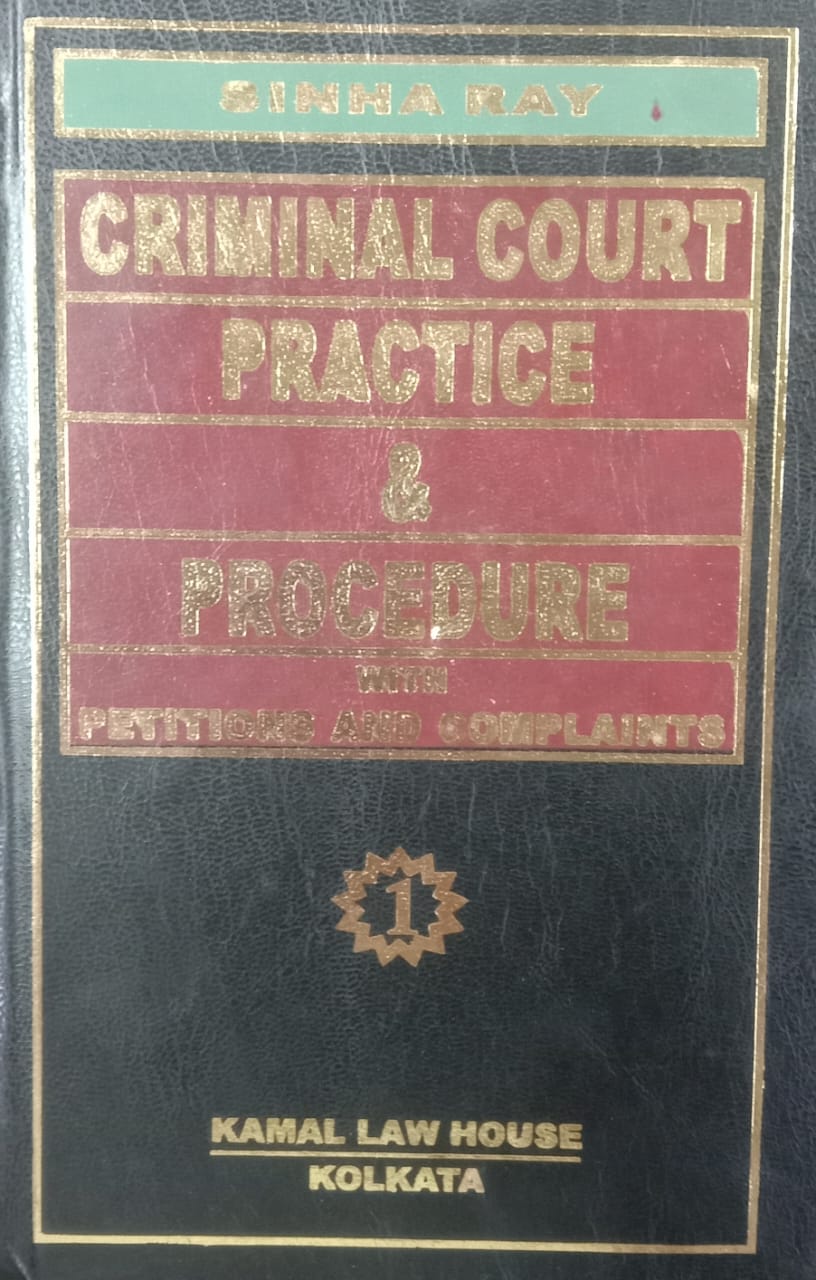 SINHA RAY
CRIMINAL COURT
PRACTICE
&
PROCEDURE
WITH
PETITIONS AND COMPLAINTS
1
KAMAL LAW HOUSE
KOLKATA